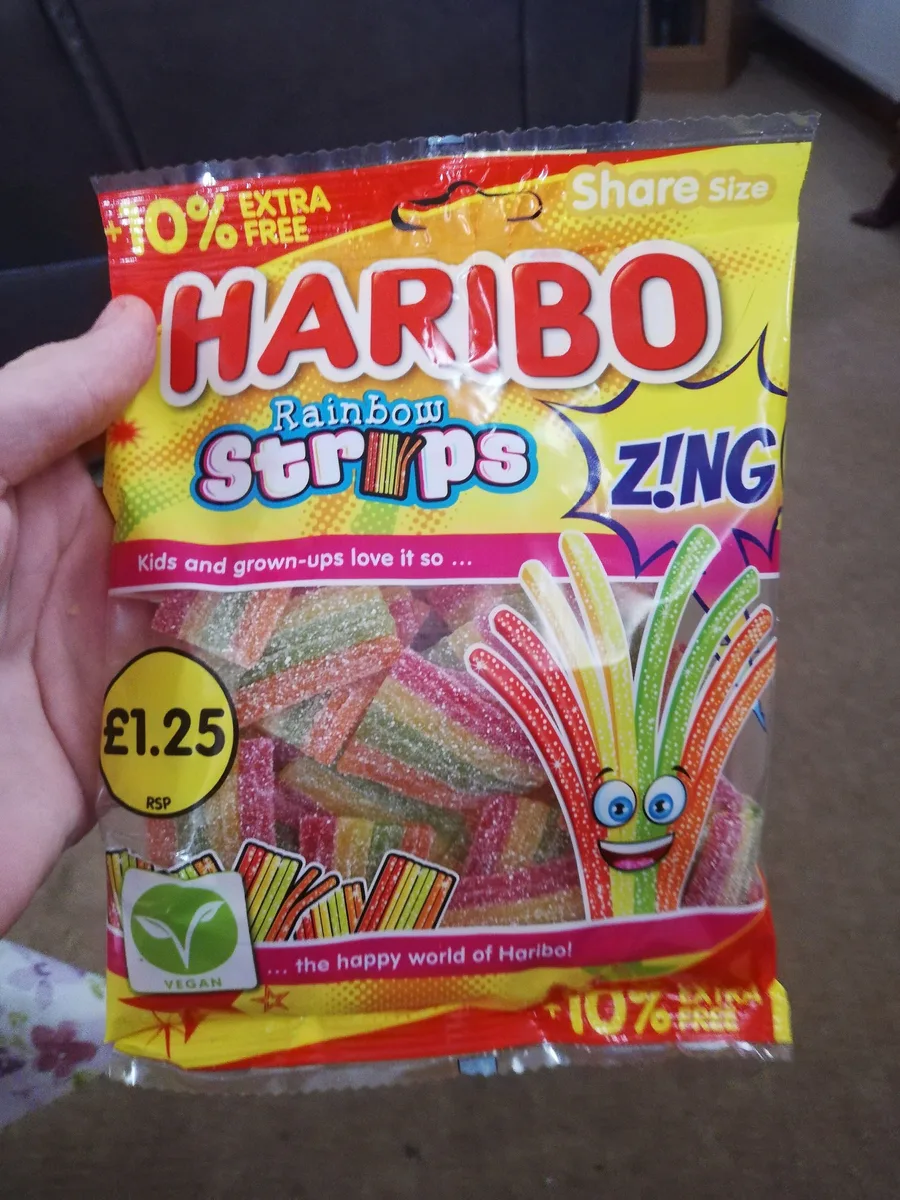 +10% EXTRA FREE
Share Size
HARIBO
Rainbow
Strips
Z!NG
Kids and grown-ups love it so ...
£1.25
RSP
VEGAN
... the happy world of Haribo!
+10% EXTRA FREE